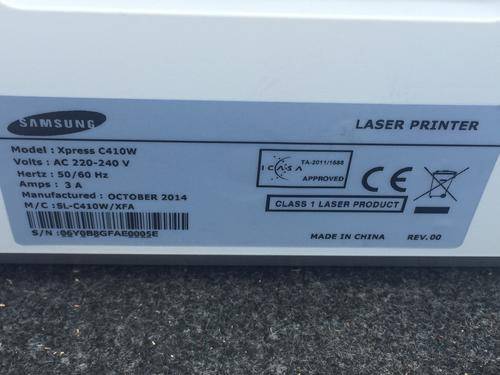 SAMSUNG
LASER PRINTER
Model : Xpress C410W
Volts : AC 220-240 V
Hertz : 50/60 Hz
Amps : 3 A
Manufactured : OCTOBER 2014
M/C : SL-C410W/XFA
S/N :06Y0B8GFAE0005E
ICASA
TA-2011/1688
APPROVED
CE
CLASS 1 LASER PRODUCT
MADE IN CHINA
REV.00